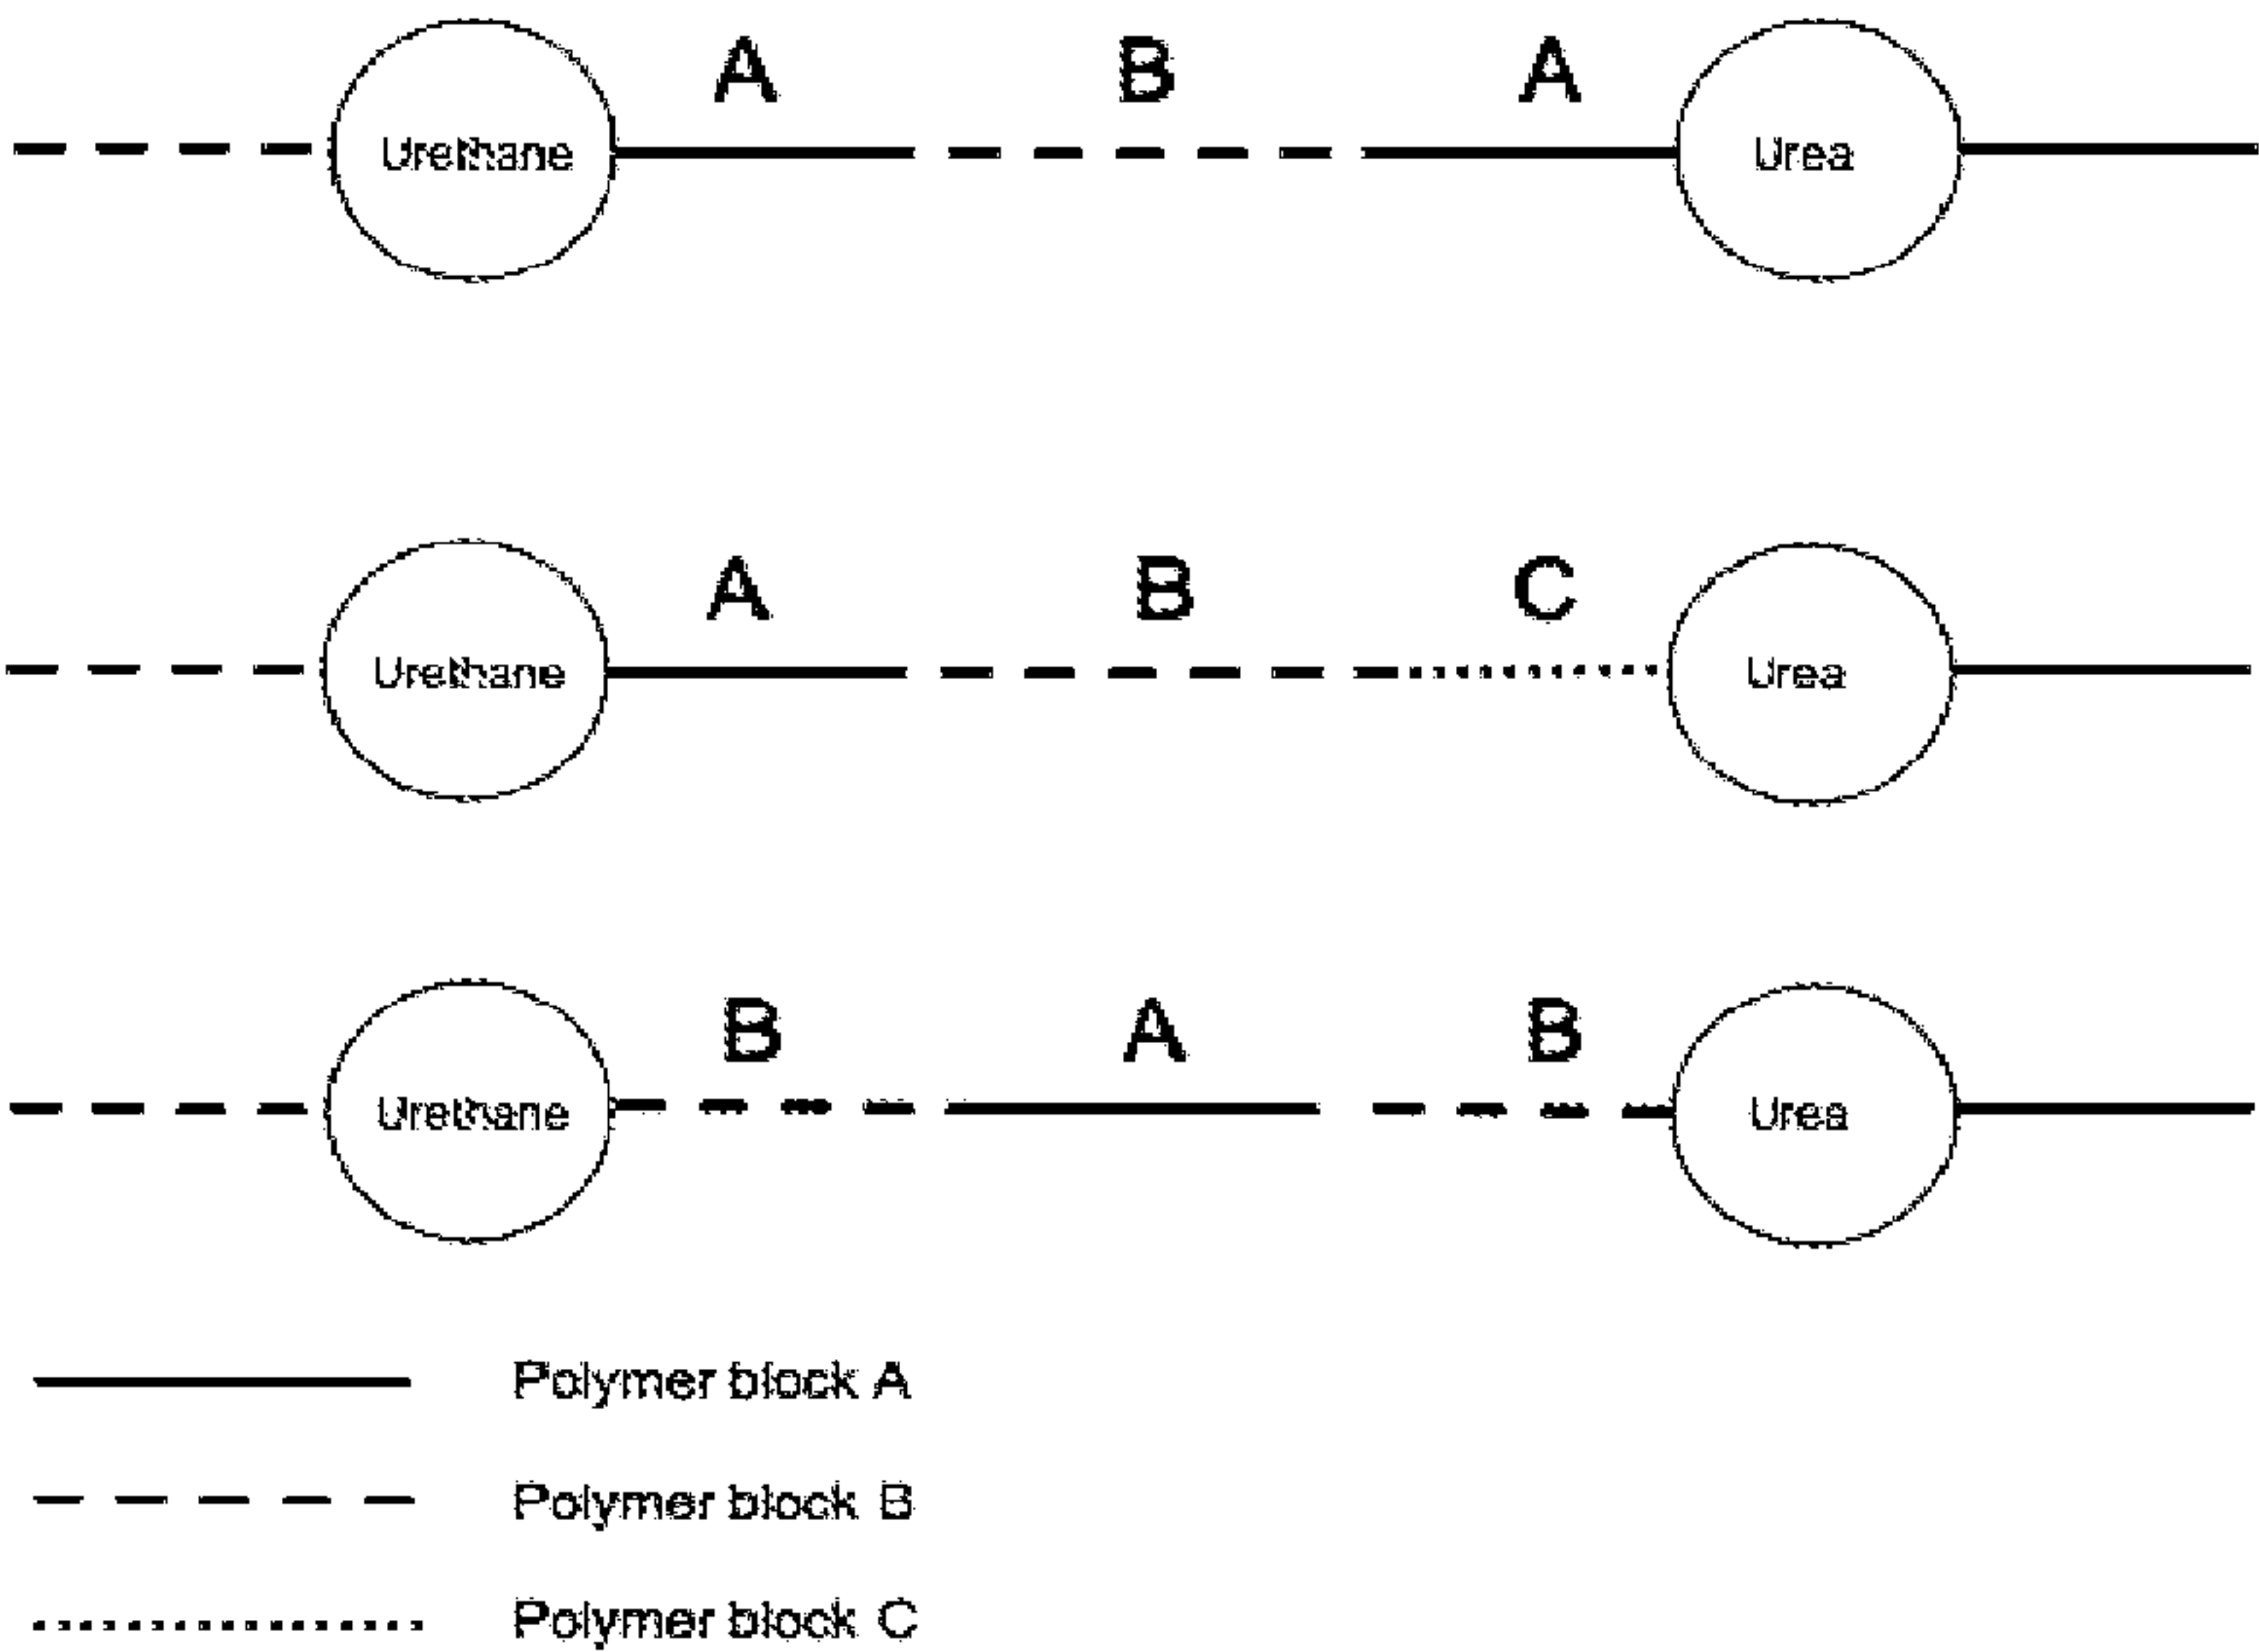 A B A
Urethane Urea
A B C
Urethane Urea
B A B
Urethane Urea
Polymer block A
Polymer block B
Polymer block C